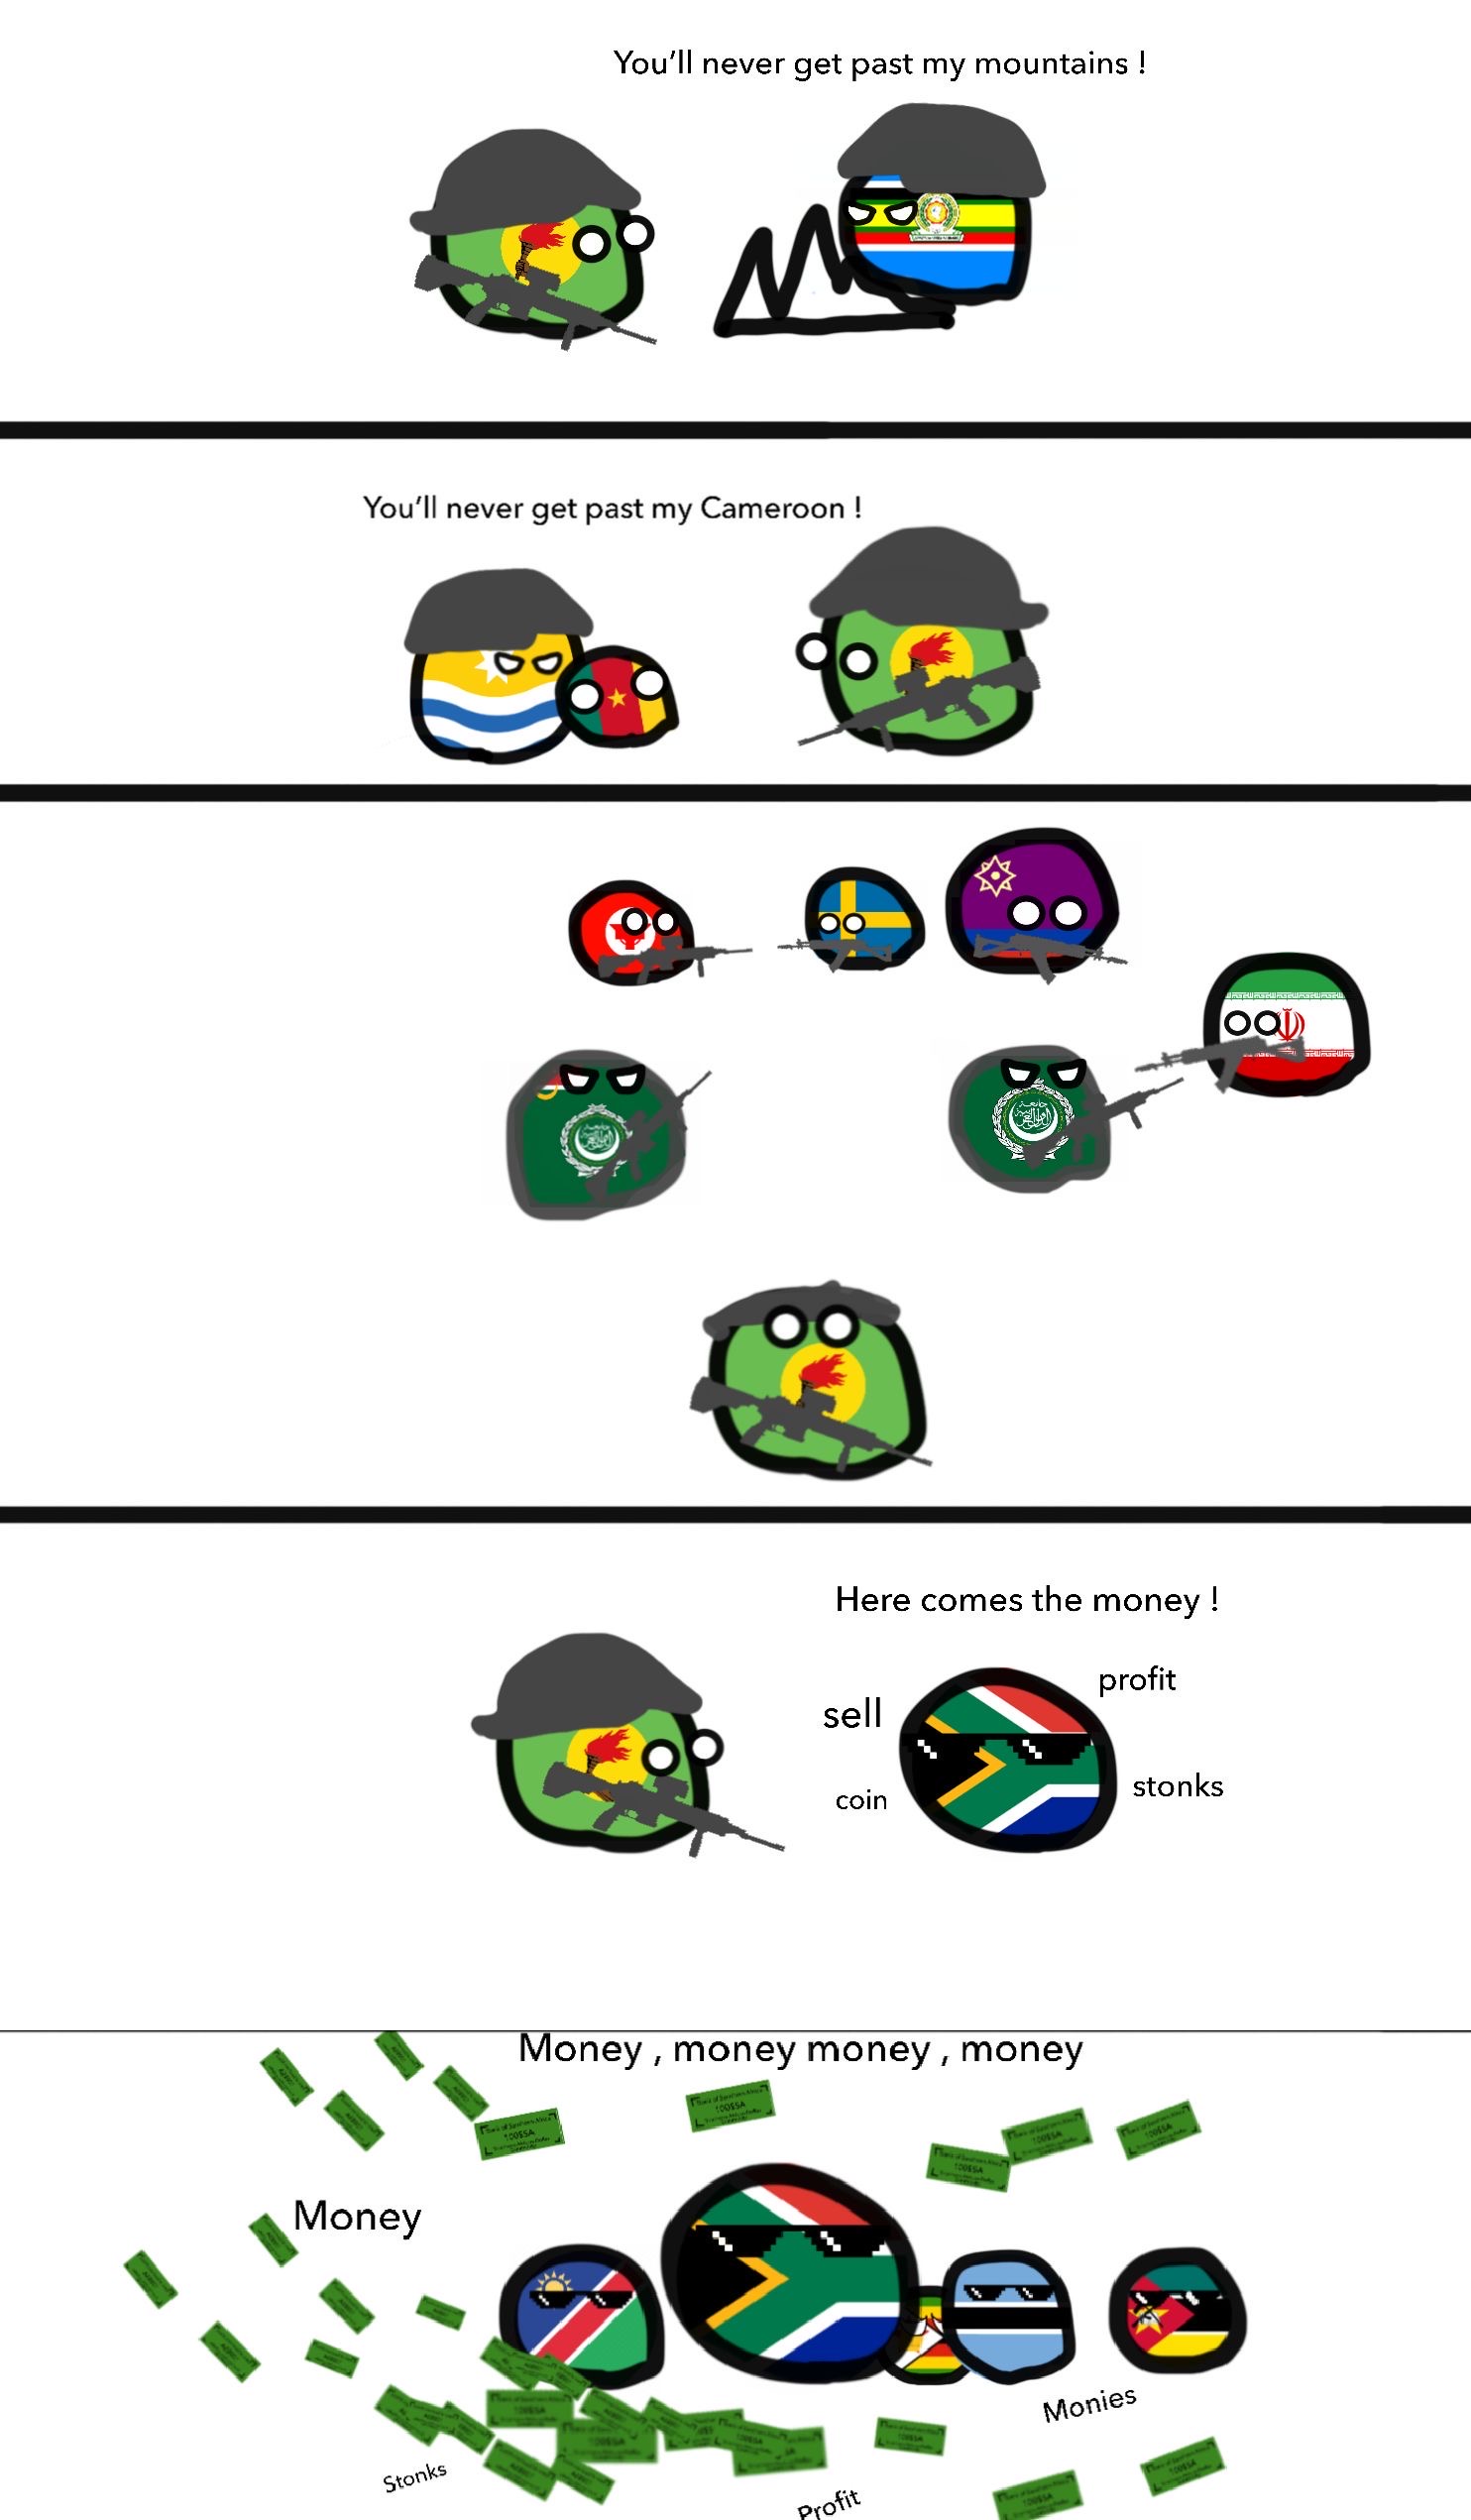 You'll never get past my mountains !
You'll never get past my Cameroon !
Here comes the money !
profit
sell
stonks
coin
Money , money money , money
Money
Monies
Stonks
Profit